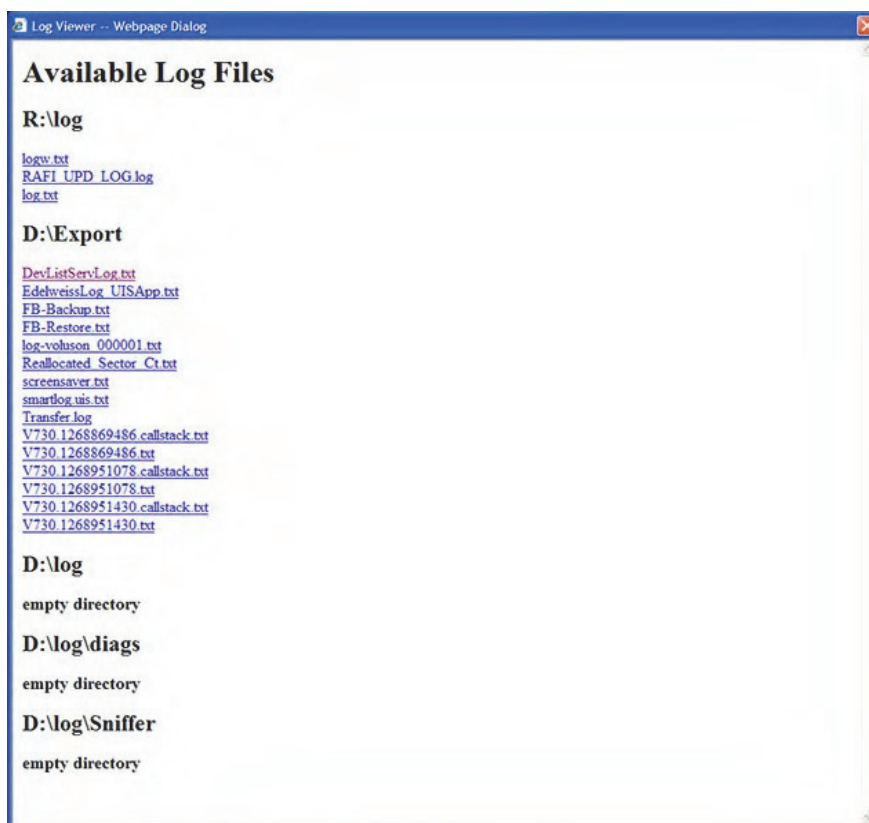 Log Viewer -- Webpage Dialog
Available Log Files
R:\log
logw.txt
RAFI_UPD_LOG.log
log.txt
D:\Export
DevListServLog.txt
EdelweissLog_UISApp.txt
FB-Backup.txt
FB-Restore.txt
log-voluson_000001.txt
Reallocated_Sector_Ct.txt
screensaver.txt
smartlog.uis.txt
Transfer.log
V730.1268869486.callstack.txt
V730.1268869486.txt
V730.1268951078.callstack.txt
V730.1268951078.txt
V730.1268951430.callstack.txt
V730.1268951430.txt
D:\log
empty directory
D:\log\diags
empty directory
D:\log\Sniffer
empty directory